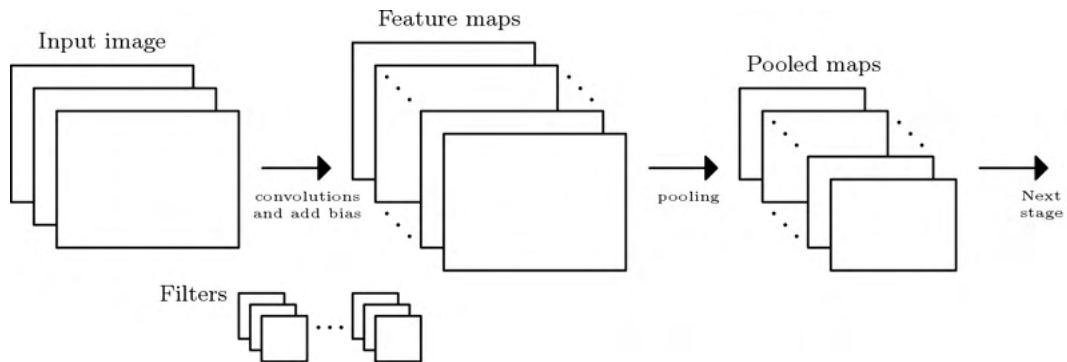 Feature maps
Input image
Pooled maps
convolutions
and add bias
pooling
Next
stage
Filters